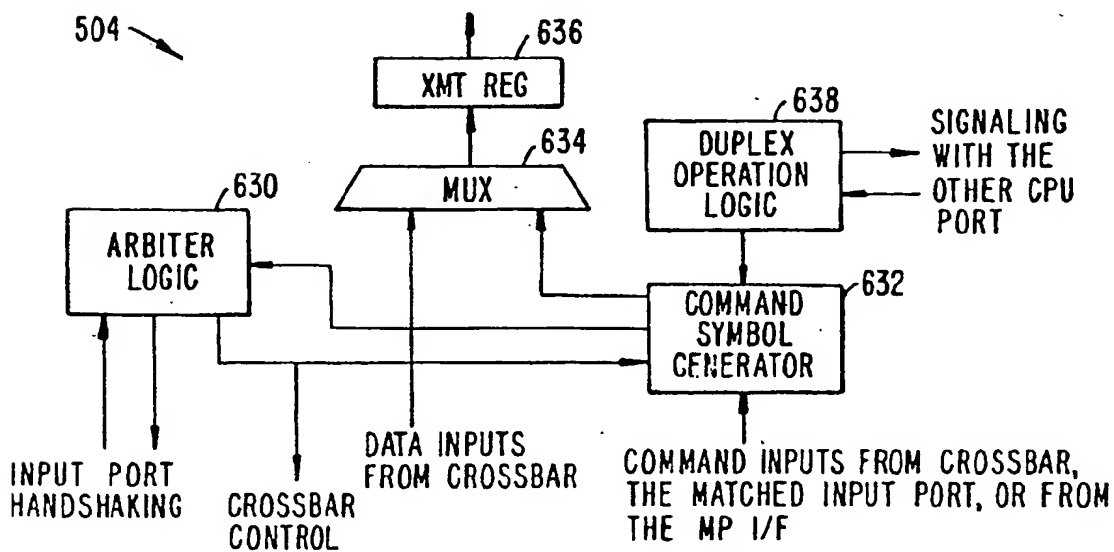 504
636
XMT REG
638
DUPLEX
OPERATION
LOGIC
SIGNALING
WITH THE
OTHER CPU
PORT
634
MUX
630
ARBITER
LOGIC
632
COMMAND
SYMBOL
GENERATOR
INPUT PORT
HANDSHAKING
CROSSBAR
CONTROL
DATA INPUTS
FROM CROSSBAR
COMMAND INPUTS FROM CROSSBAR,
THE MATCHED INPUT PORT, OR FROM
THE MP I/F